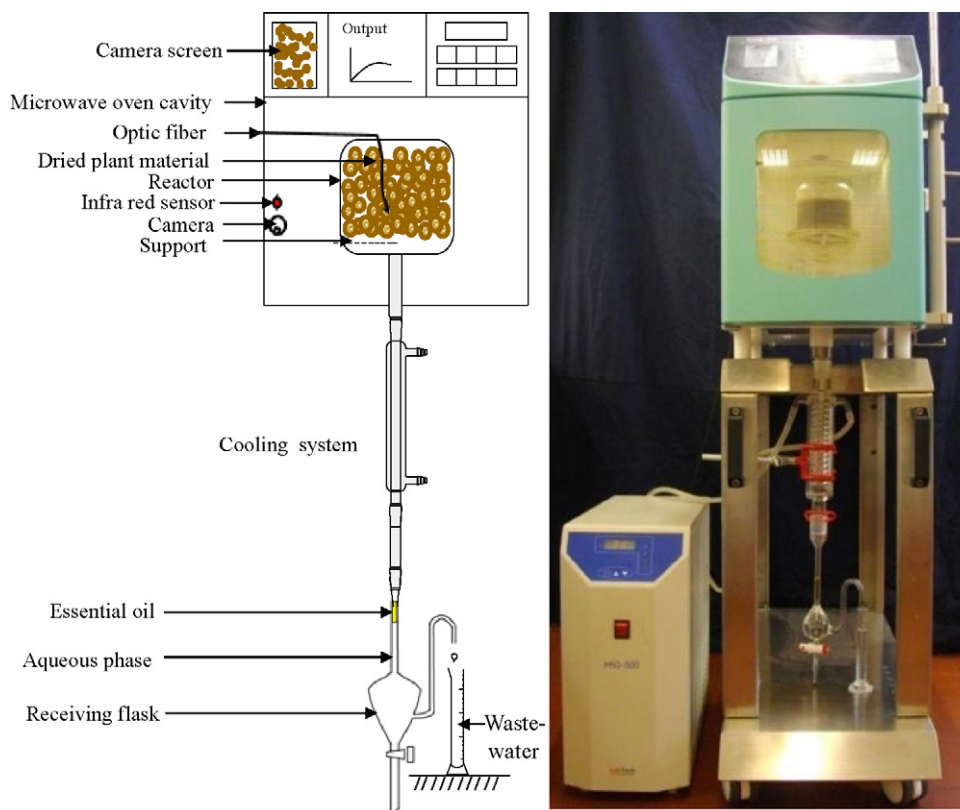 Camera screen
Output
Microwave oven cavity
Optic fiber
Dried plant material
Reactor
Infra red sensor
Camera
Support
Cooling system
Essential oil
Aqueous phase
Receiving flask
Waste-
water
H50-500